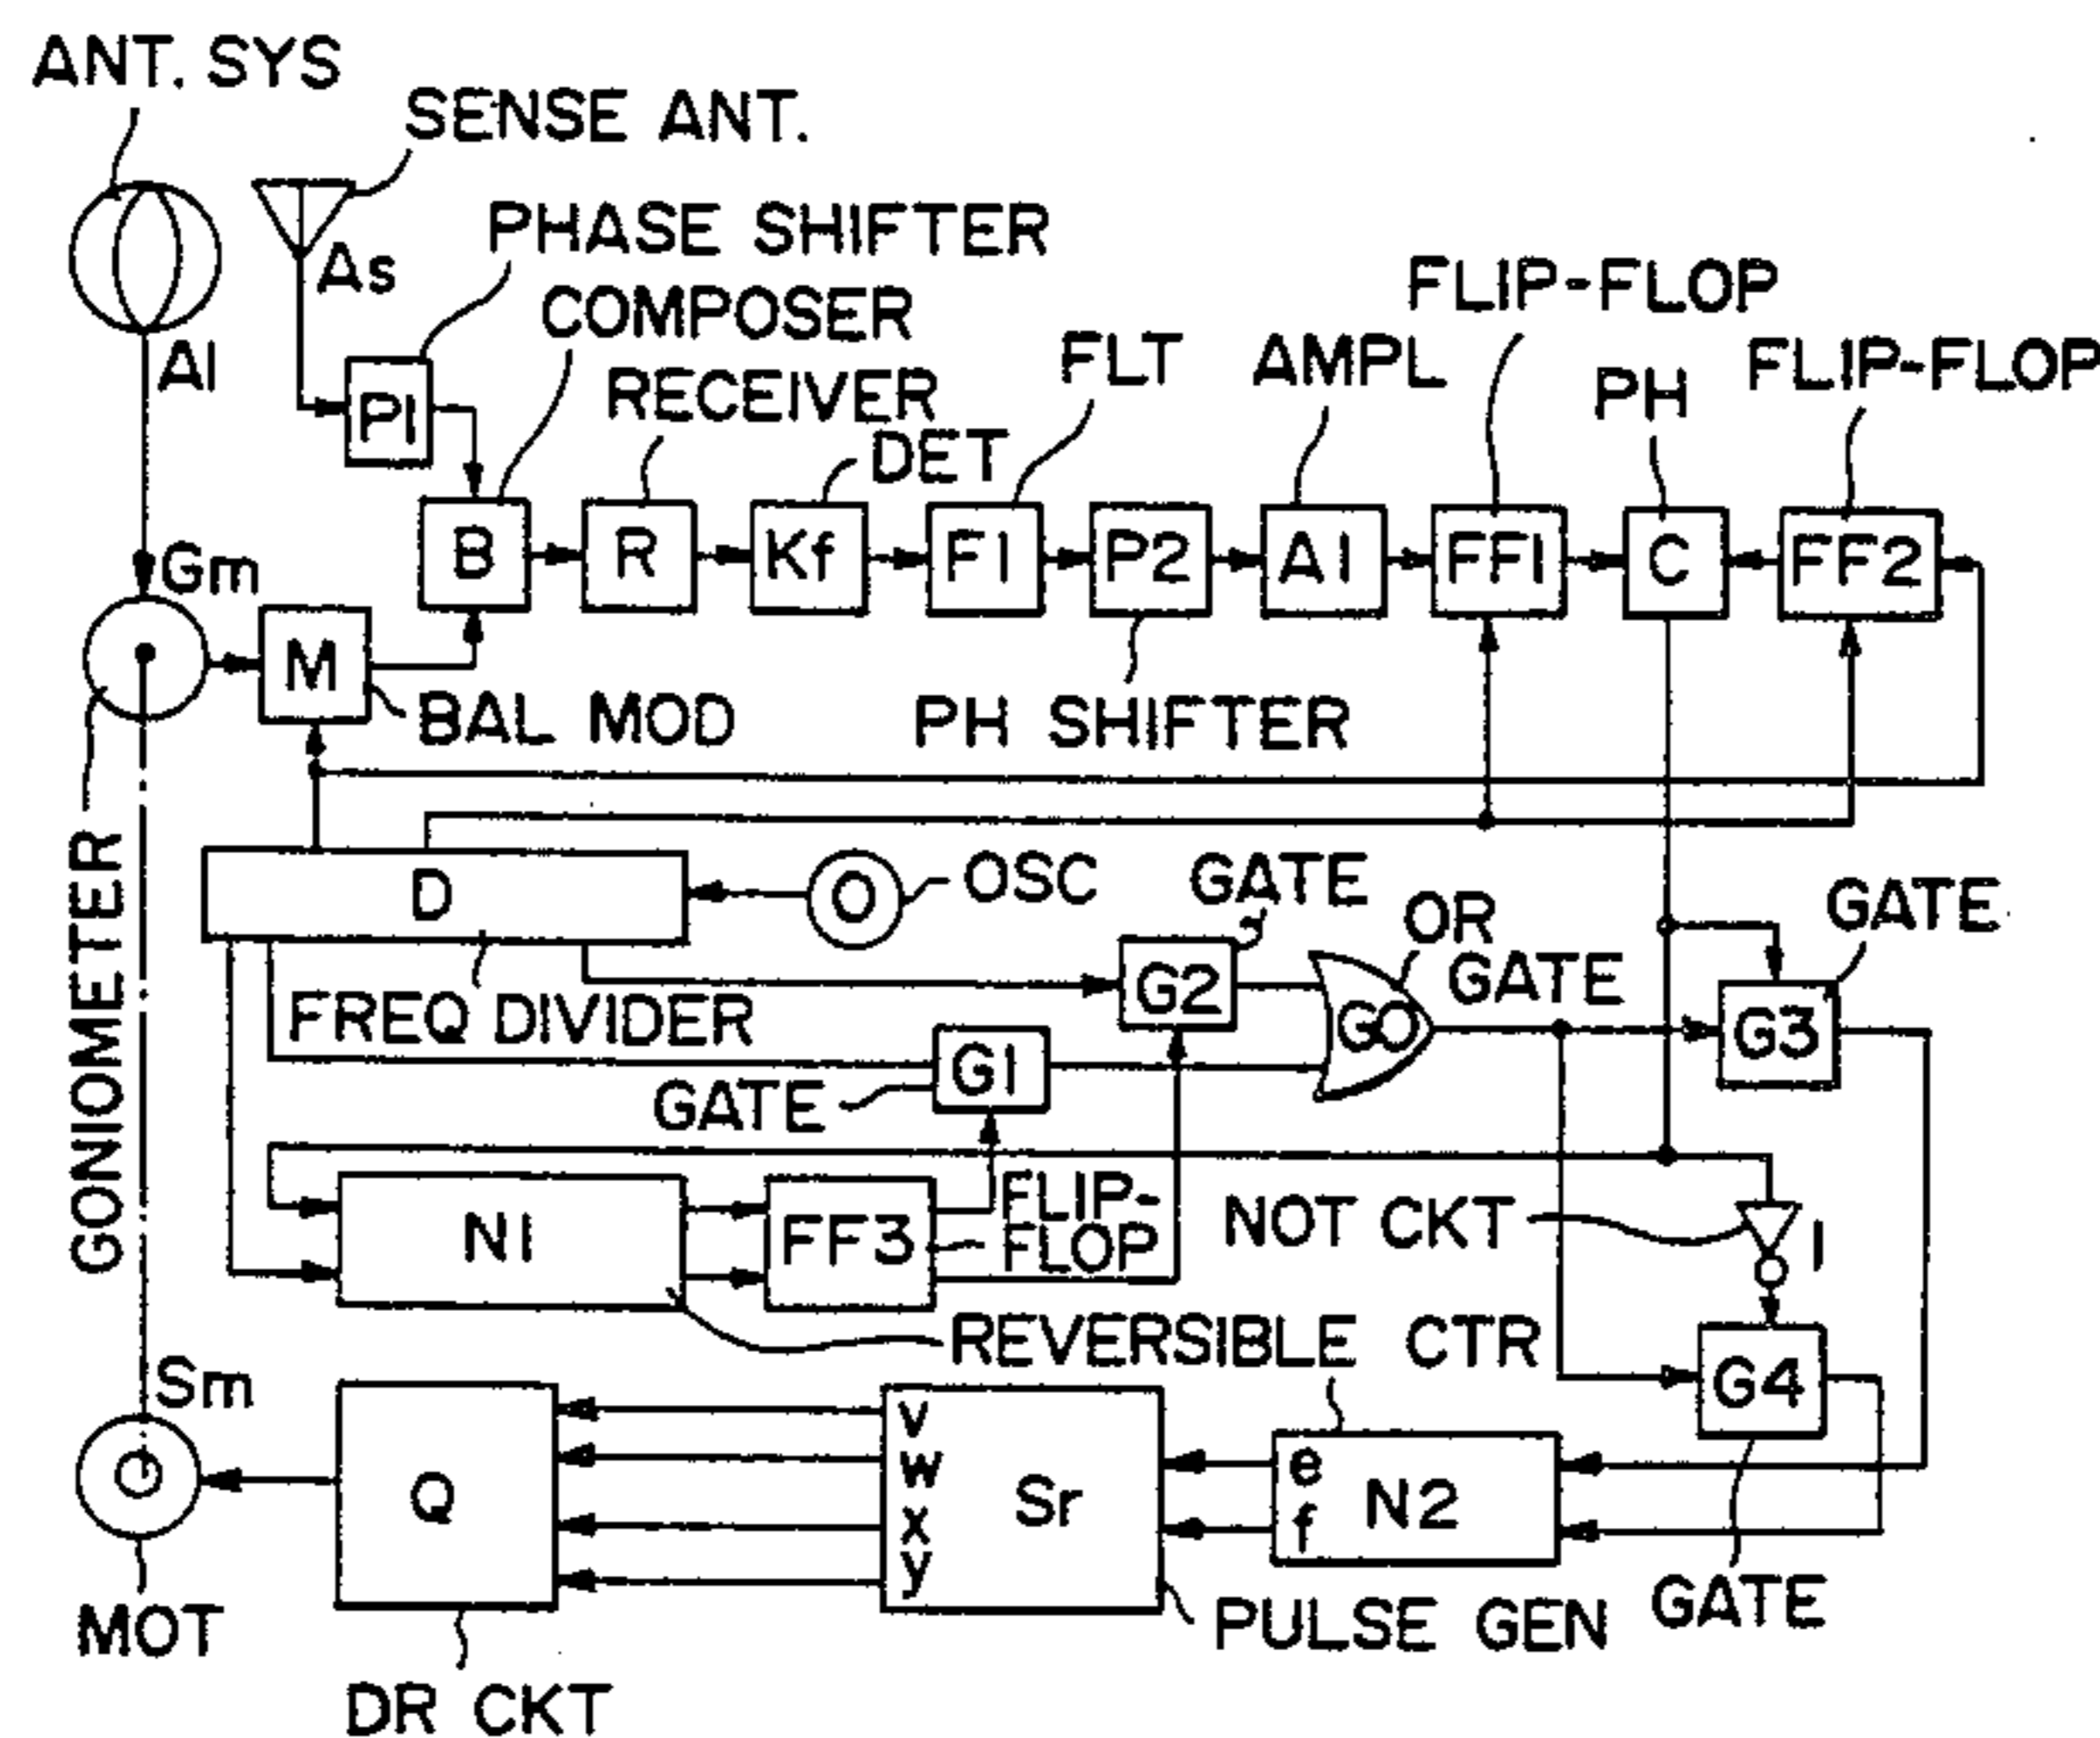 ANT. SYS
SENSE ANT.
PHASE SHIFTER
As
COMPOSER
FLIP-FLOP
Al
P1
RECEIVER
FLT
AMPL
PH
FLIP-FLOP
DET
Gm
B
R
Kf
F1
P2
A1
FF1
C
FF2
M
BAL MOD
PH SHIFTER
GONIOMETER
D
O
OSC
GATE
OR
GATE
GATE
FREQ DIVIDER
G2
GO
G3
G1
GATE
N1
FF3
FLIP-
FLOP
NOT CKT
I
REVERSIBLE CTR
G4
Sm
Q
v
w
x
y
Sr
e
f
N2
MOT
DR CKT
PULSE GEN
GATE